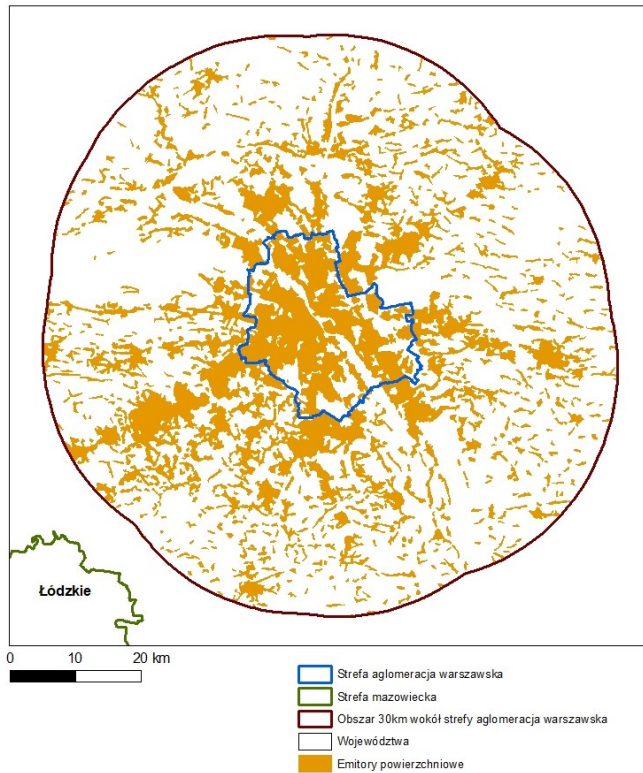 Łódzkie
0 10 20 km
Strefa aglomeracja warszawska
Strefa mazowiecka
Obszar 30km wokół strefy aglomeracja warszawska
Województwa
Emitory powierzchniowe